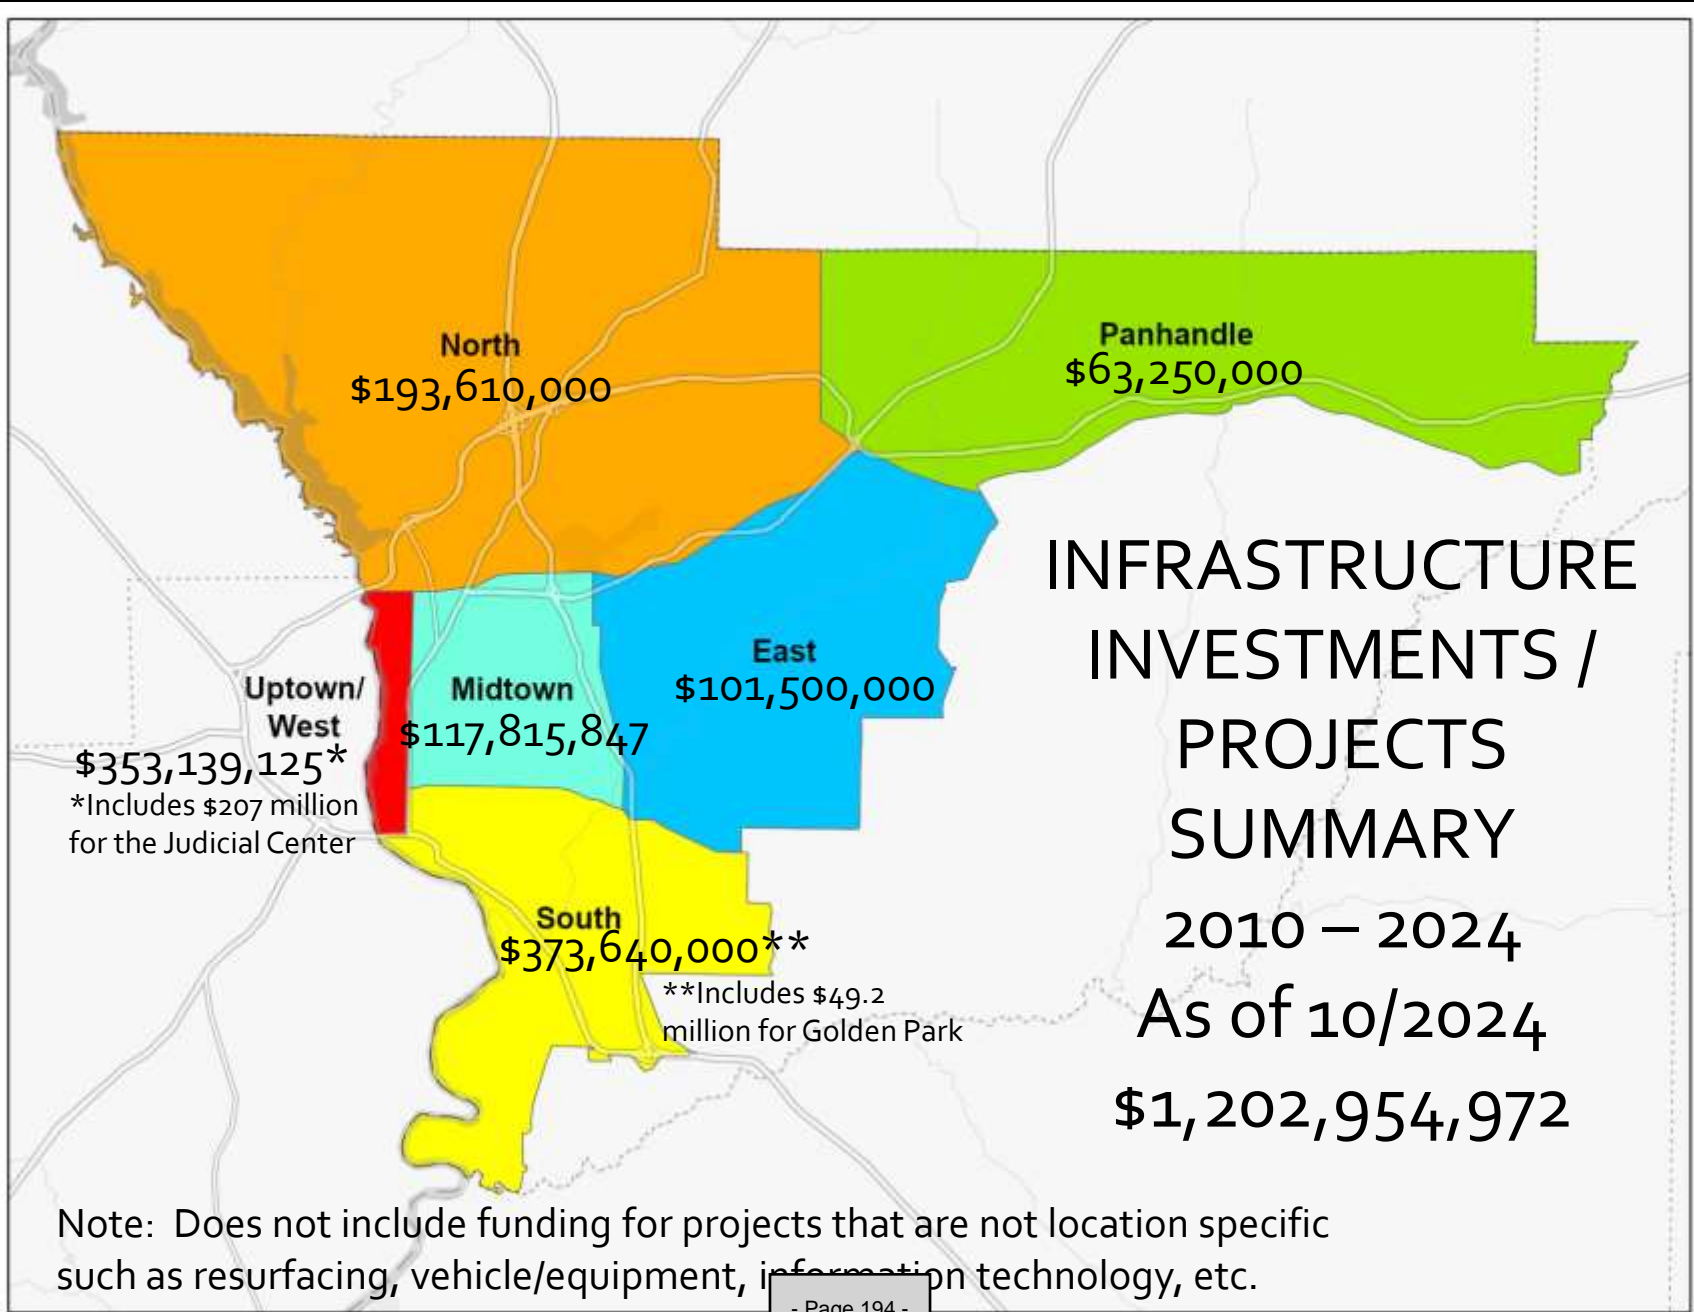 North
$193,610,000
Panhandle
$63,250,000
East
$101,500,000
Uptown/
West
$353,139,125*
*Includes $207 million
for the Judicial Center
Midtown
$117,815,847
South
$373,640,000**
**Includes $49.2
million for Golden Park
INFRASTRUCTURE
INVESTMENTS /
PROJECTS
SUMMARY
2010 – 2024
As of 10/2024
$1,202,954,972
Note:  Does not include funding for projects that are not location specific
such as resurfacing, vehicle/equipment, information technology, etc.
- Page 194 -